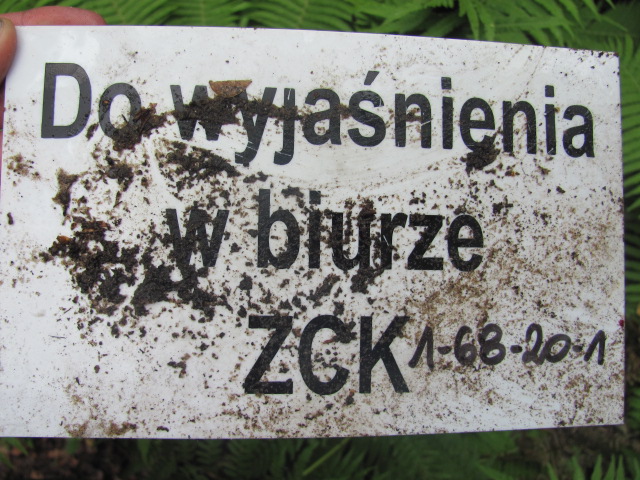 Do wyjaśnienia
w biurze
ZCK 1-68-20-1